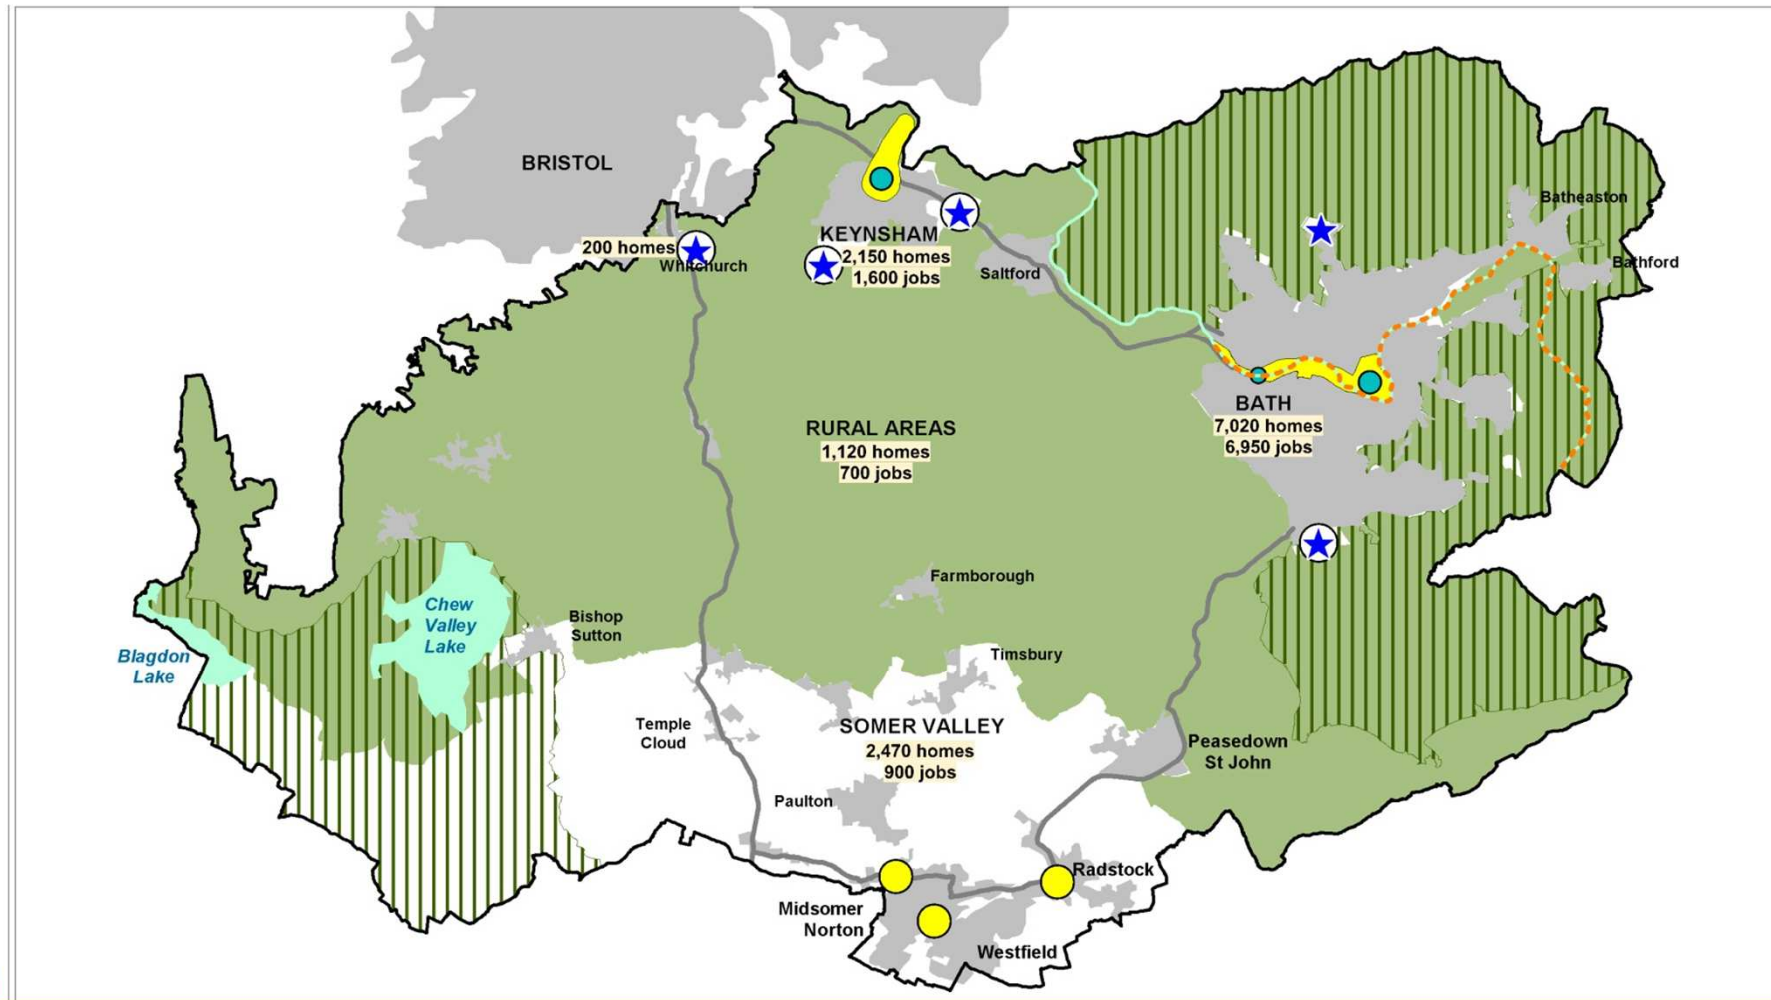 BRISTOL
Batheaston
KEYNSHAM
200 homes
2,150 homes
Whitchurch
1,600 jobs
Saltford
Bathford
BATH
7,020 homes
6,950 jobs
RURAL AREAS
1,120 homes
700 jobs
Farmborough
Chew
Valley
Lake
Bishop
Sutton
Blagdon
Lake
Timsbury
Temple
Cloud
SOMER VALLEY
2,470 homes
900 jobs
Peasedown
St John
Paulton
Radstock
Midsomer
Norton
Westfield